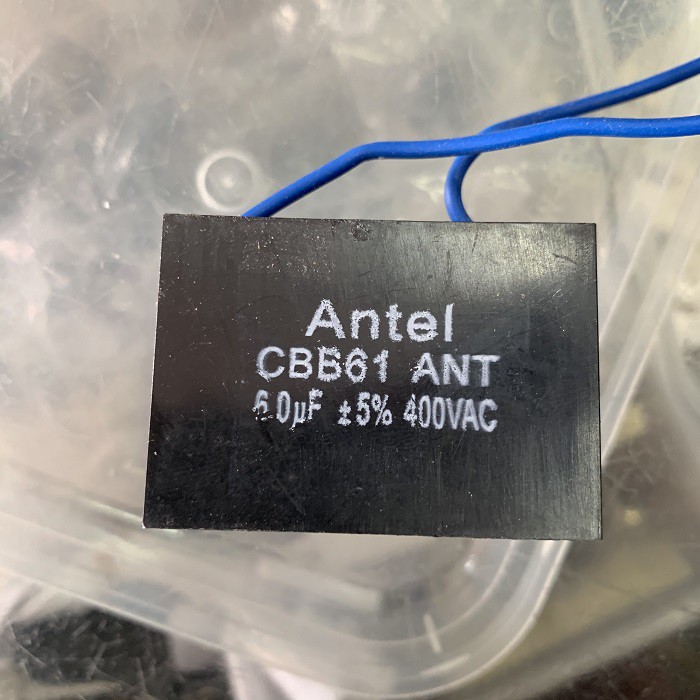 Antel
CBB61 ANT
6.0µF ±5% 400VAC